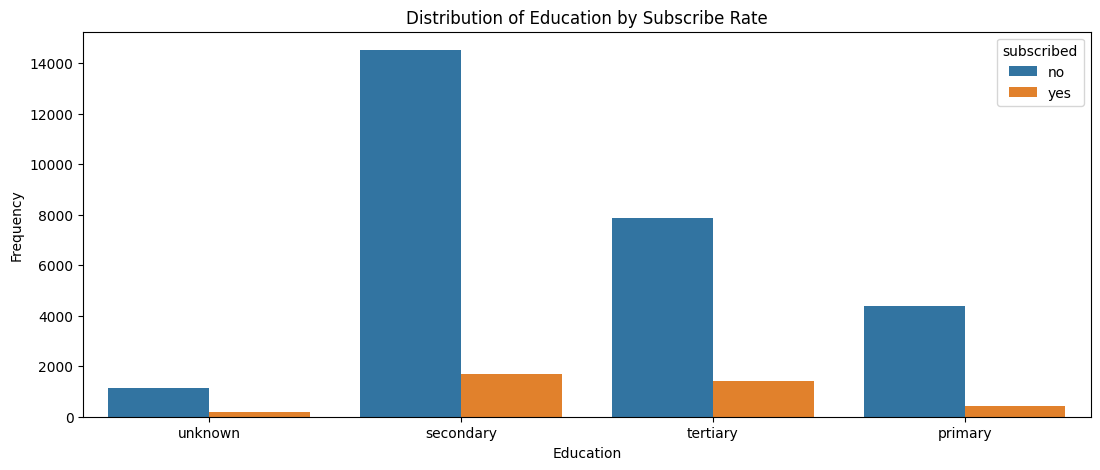 Distribution of Education by Subscribe Rate
subscribed
no
yes
14000
12000
10000
8000
6000
4000
2000
0
Frequency
unknown
secondary
tertiary
primary
Education